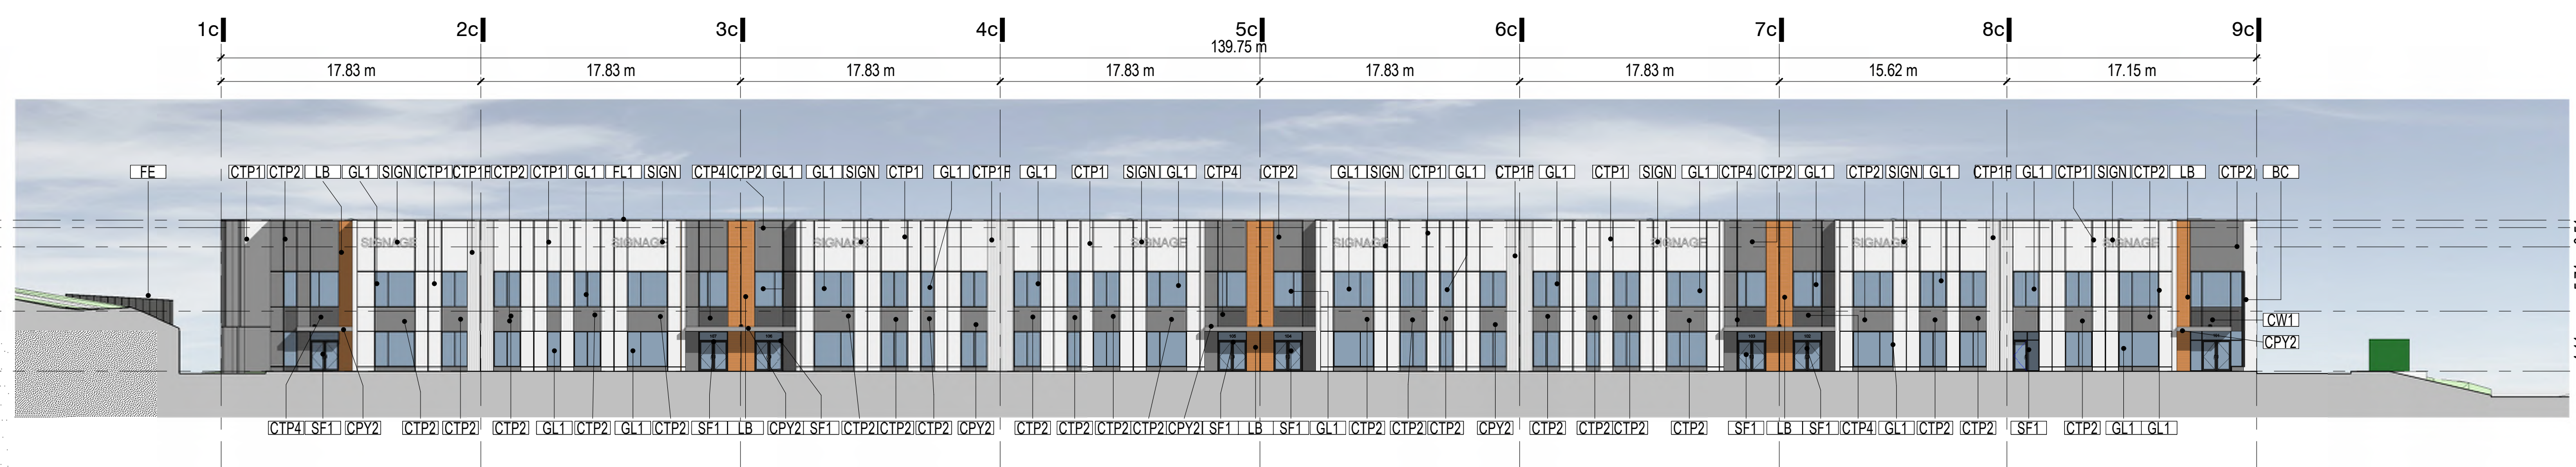 1c 2c 3c 4c 5c 6c 7c 8c 9c
139.75 m
17.83 m 17.83 m 17.83 m 17.83 m 17.83 m 17.83 m 15.62 m 17.15 m
FE CTP1 CTP2 LB GL1 SIGN CTP1 CTP1F CTP2 CTP1 GL1 FL1 SIGN CTP4 CTP2 GL1 GL1 SIGN CTP1 GL1 CTP1F GL1 CTP1 SIGN GL1 CTP4 CTP2 GL1 SIGN CTP1 GL1 CTP1F GL1 CTP1 SIGN GL1 CTP4 CTP2 GL1 CTP2 SIGN GL1 CTP1F GL1 CTP1 SIGN CTP2 LB CTP2 BC
SIGNAGE SIGNAGE SIGNAGE SIGNAGE SIGNAGE SIGNAGE SIGNAGE SIGNAGE
CW1
CPY2
CTP4 SF1 CPY2 CTP2 CTP2 CTP2 GL1 CTP2 GL1 CTP2 SF1 LB CPY2 SF1 CTP2 CTP2 CTP2 CPY2 CTP2 CTP2 CTP2 CTP2 CPY2 SF1 LB SF1 GL1 CTP2 CTP2 CTP2 CPY2 CTP2 CTP2 CTP2 CTP2 SF1 LB SF1 CTP4 GL1 CTP2 CTP2 SF1 CTP2 GL1 GL1